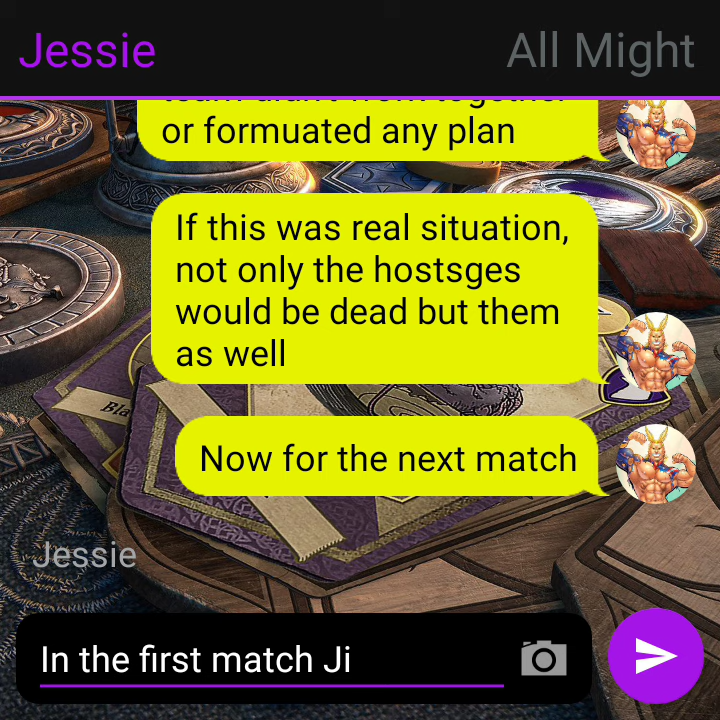 Jessie
All Might
or formuated any plan
If this was real situation,
not only the hostsges
would be dead but them
as well
Now for the next match
Bla
Jessie
In the first match Ji